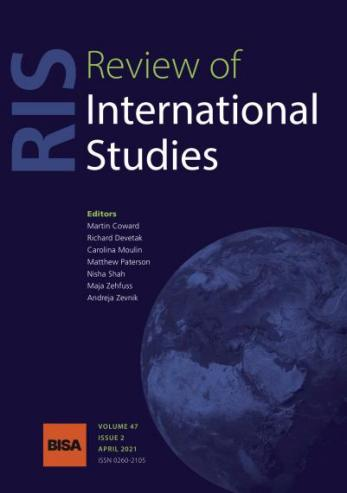 RIS
Review of
International
Studies
Editors
Martin Coward
Richard Devetak
Carolina Moulin
Matthew Paterson
Nisha Shah
Maja Zehfuss
Andreja Zevnik
BISA
VOLUME 47
ISSUE 2
APRIL 2021
ISSN 0260-2105